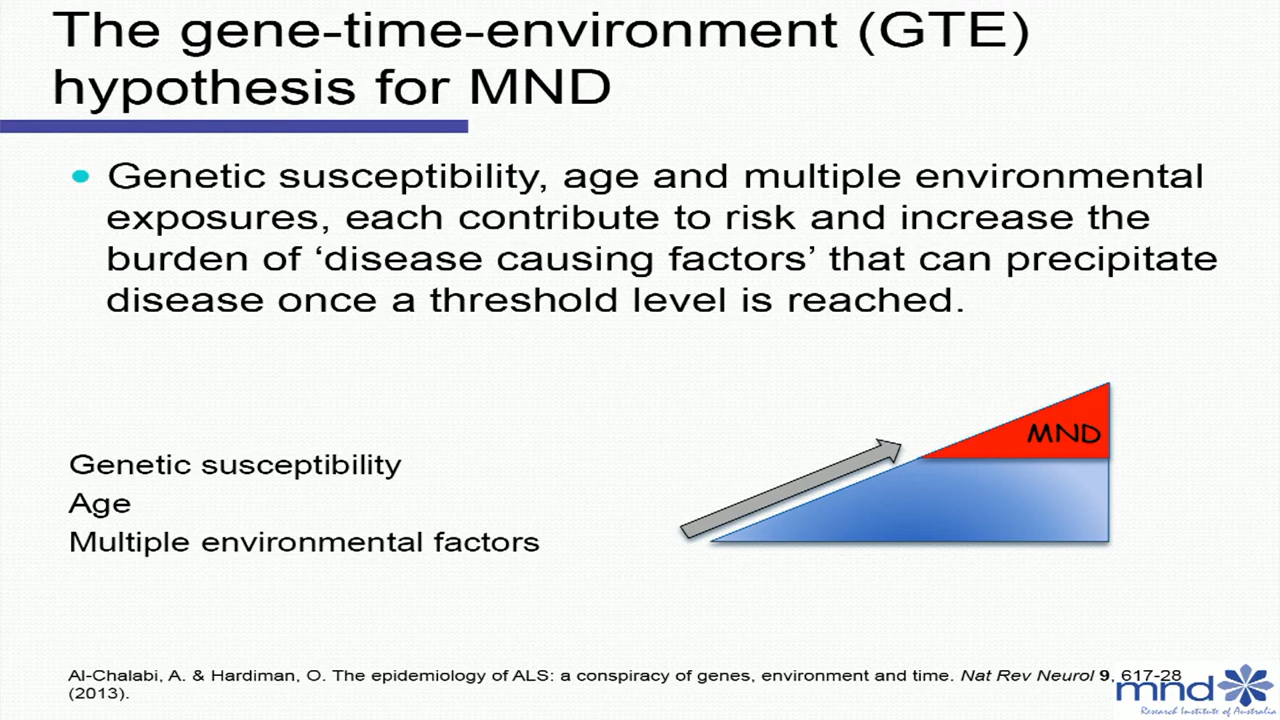 The gene-time-environment (GTE)
hypothesis for MND
• Genetic susceptibility, age and multiple environmental
exposures, each contribute to risk and increase the
burden of ‘disease causing factors’ that can precipitate
disease once a threshold level is reached.
MND
Genetic susceptibility
Age
Multiple environmental factors
Al-Chalabi, A. & Hardiman, O. The epidemiology of ALS: a conspiracy of genes, environment and time. Nat Rev Neurol 9, 617-28
(2013).
mnd
Research Institute of Australia